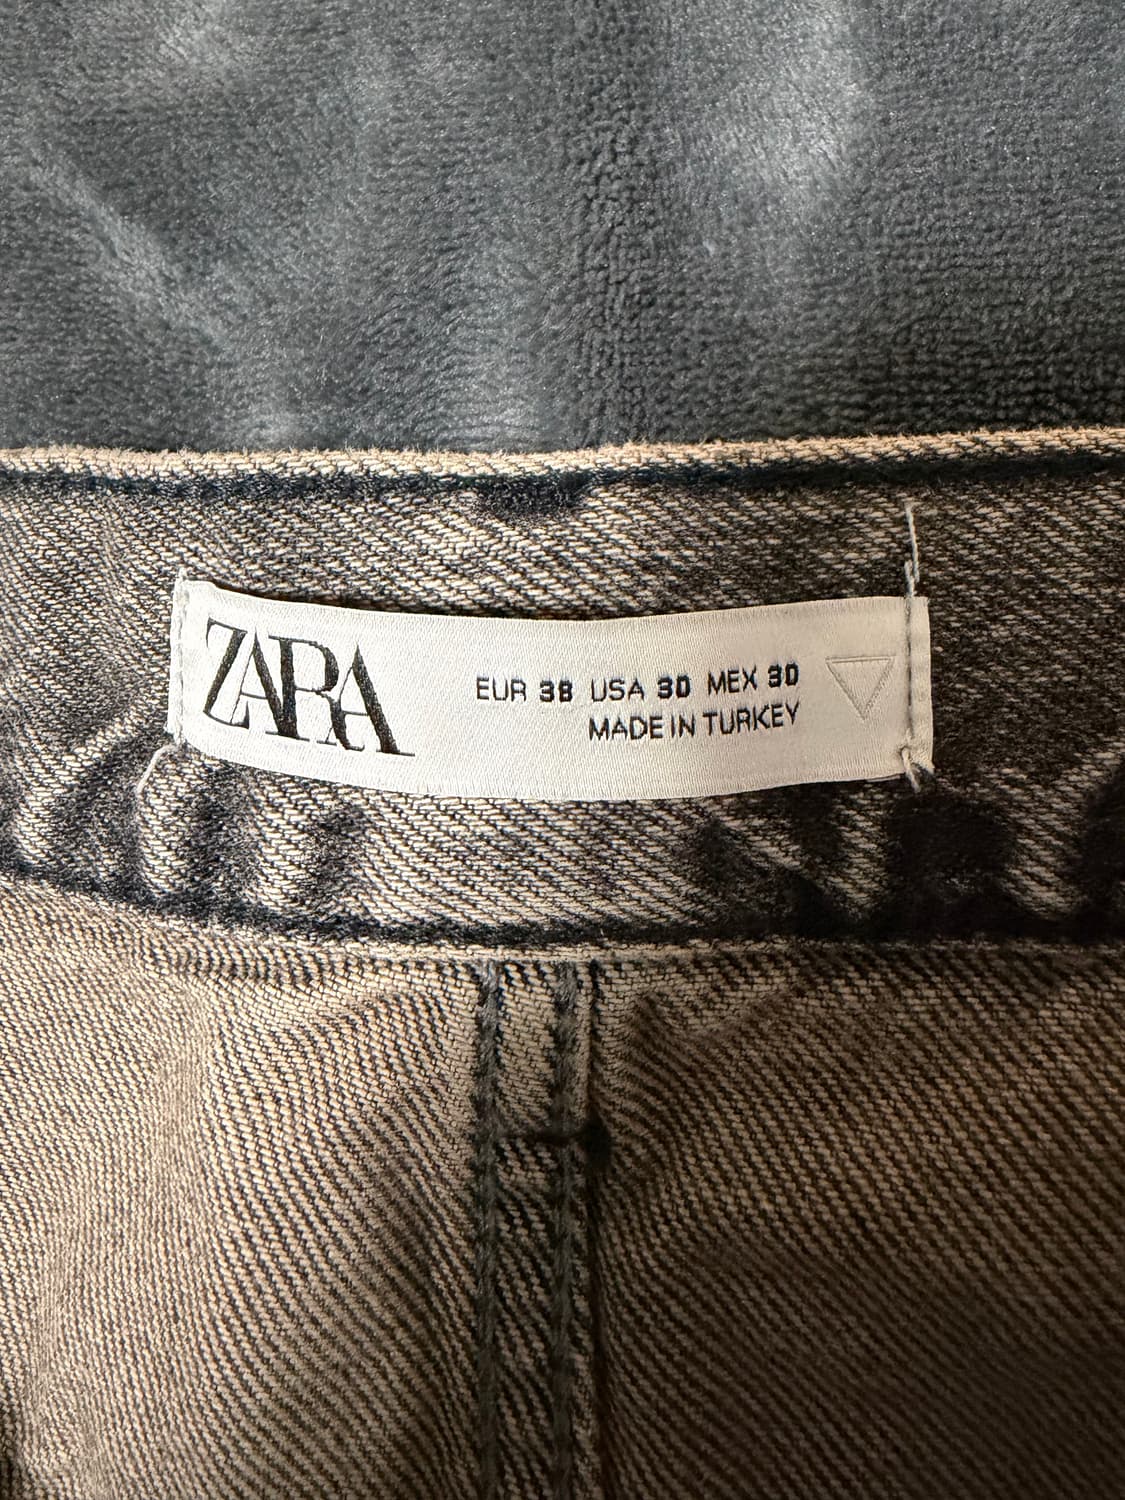 ZARA
EUR 38 USA 30 MEX 30
MADE IN TURKEY